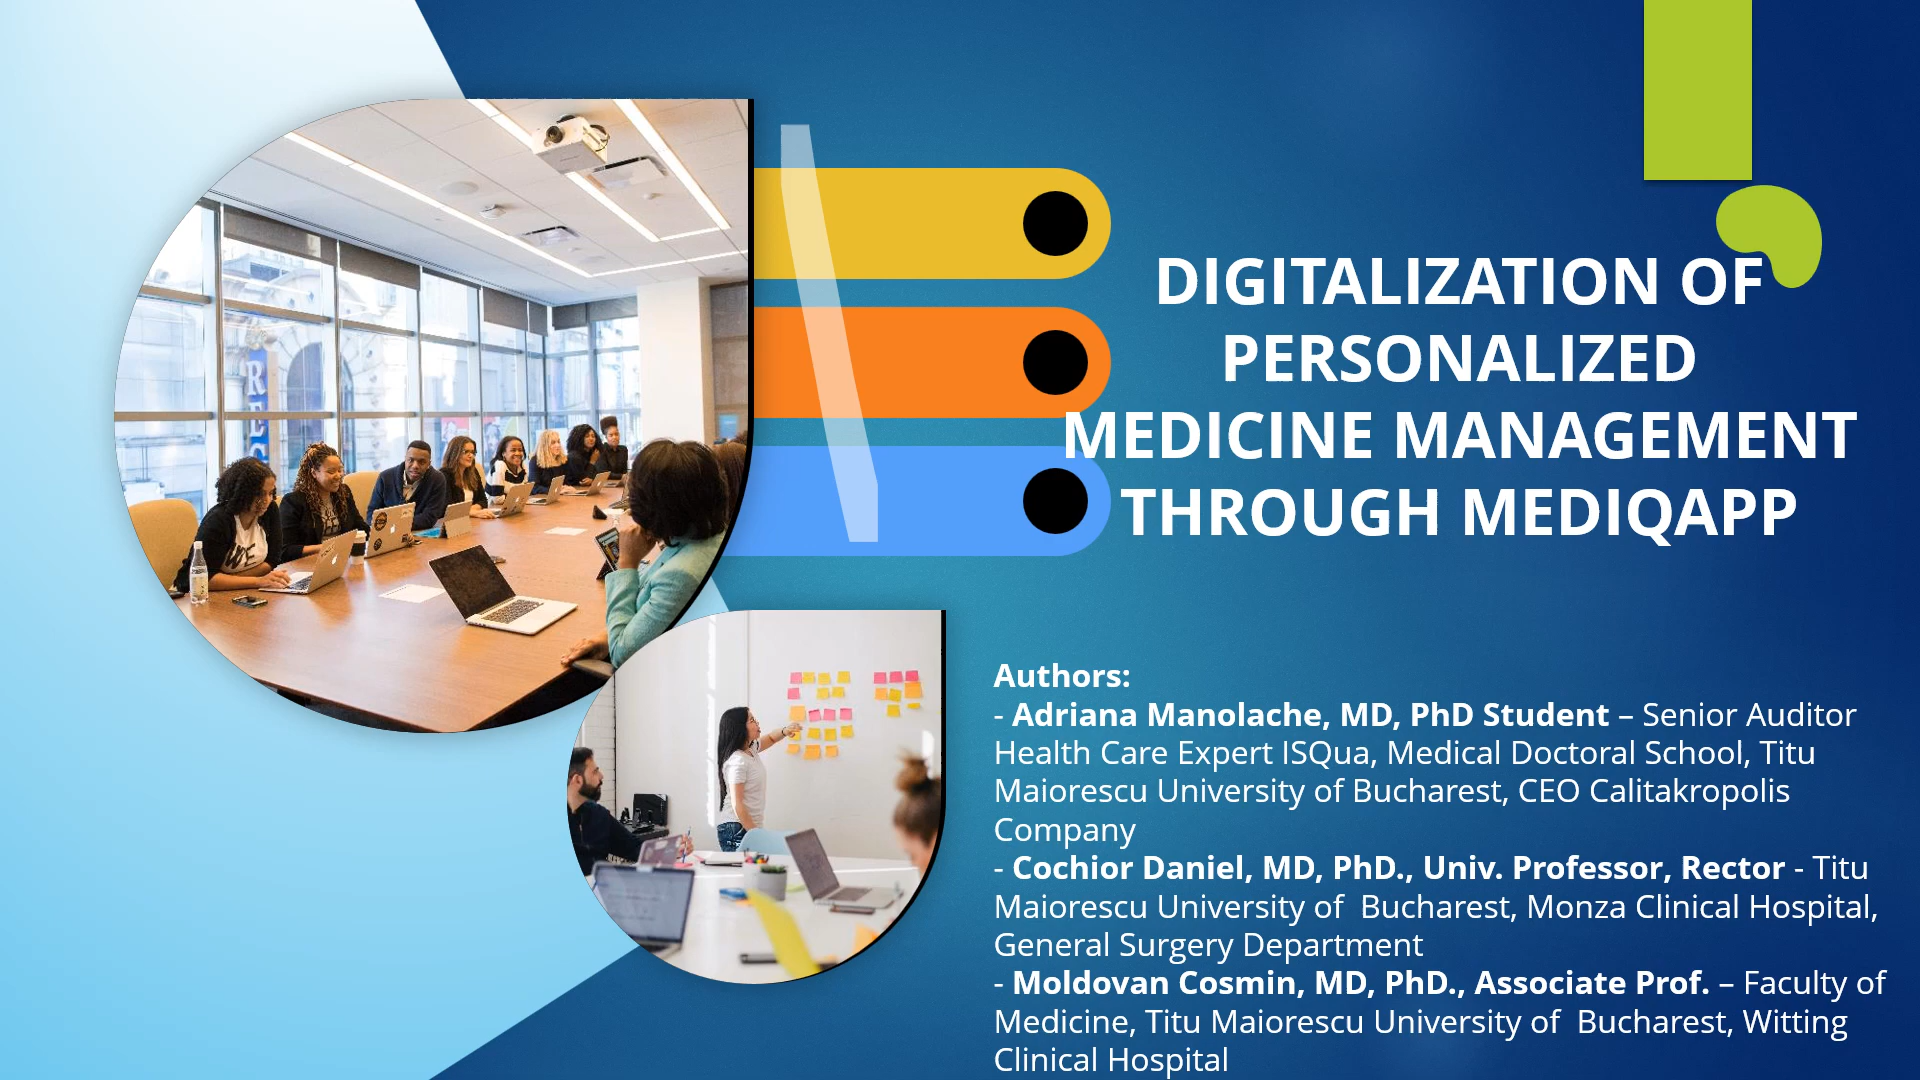 DIGITALIZATION OF
PERSONALIZED
MEDICINE MANAGEMENT
THROUGH MEDIQAPP
Authors:
- Adriana Manolache, MD, PhD Student – Senior Auditor
Health Care Expert ISQua, Medical Doctoral School, Titu
Maiorescu University of Bucharest, CEO Calitakropolis
Company
- Cochior Daniel, MD, PhD., Univ. Professor, Rector - Titu
Maiorescu University of  Bucharest, Monza Clinical Hospital,
General Surgery Department
- Moldovan Cosmin, MD, PhD., Associate Prof. – Faculty of
Medicine, Titu Maiorescu University of  Bucharest, Witting
Clinical Hospital